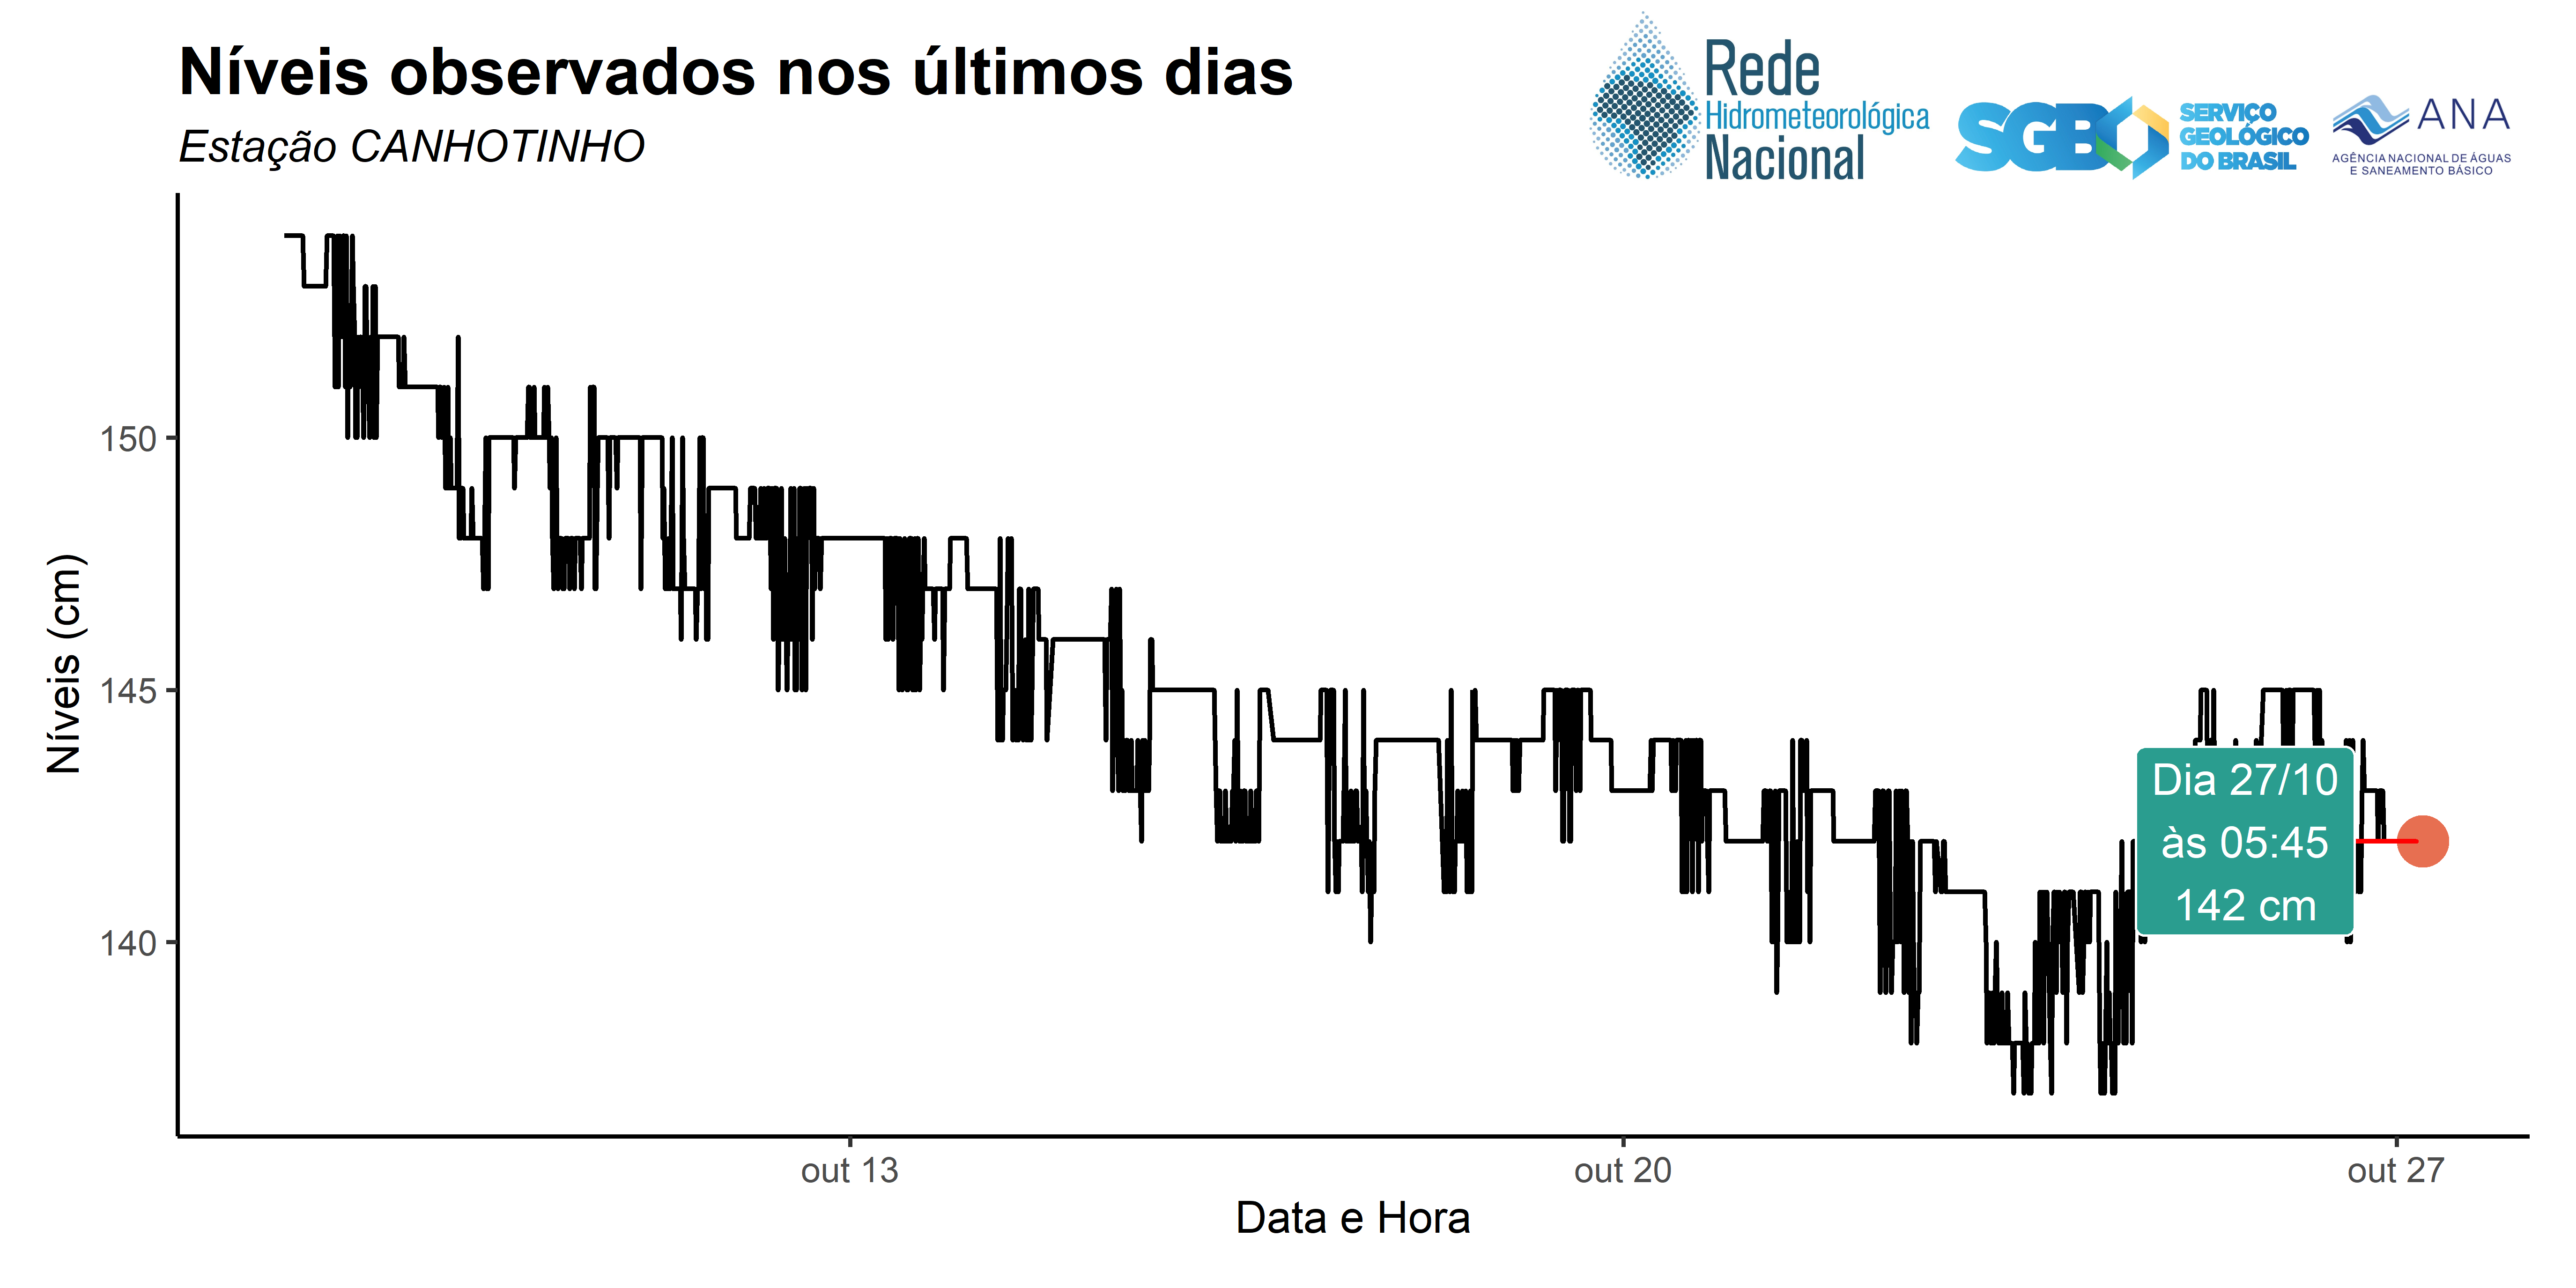 Níveis observados nos últimos dias
Estação CANHOTINHO
Rede
Hidrometeorológica
Nacional
SGB
SERVIÇO
GEOLÓGICO
DO BRASIL
ANA
AGÊNCIA NACIONAL DE ÁGUAS
E SANEAMENTO BÁSICO
Níveis (cm)
150
145
140
Dia 27/10
às 05:45
142 cm
out 13
out 20
out 27
Data e Hora